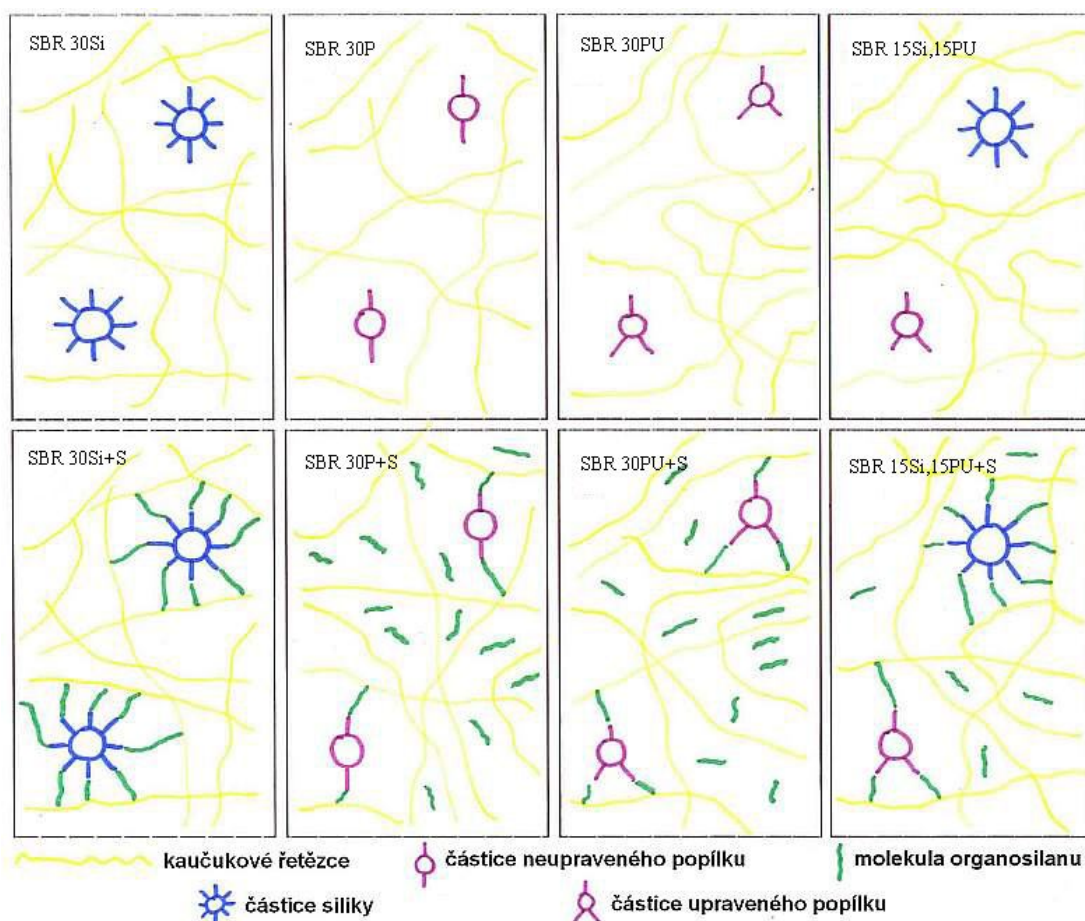 SBR 30Si
SBR 30P
SBR 30PU
SBR 15Si,15PU
SBR 30Si+S
SBR 30P+S
SBR 30PU+S
SBR 15Si,15PU+S
kaučukové řetězce
částice neupraveného popílku
molekula organosilanu
částice siliky
částice upraveného popílku